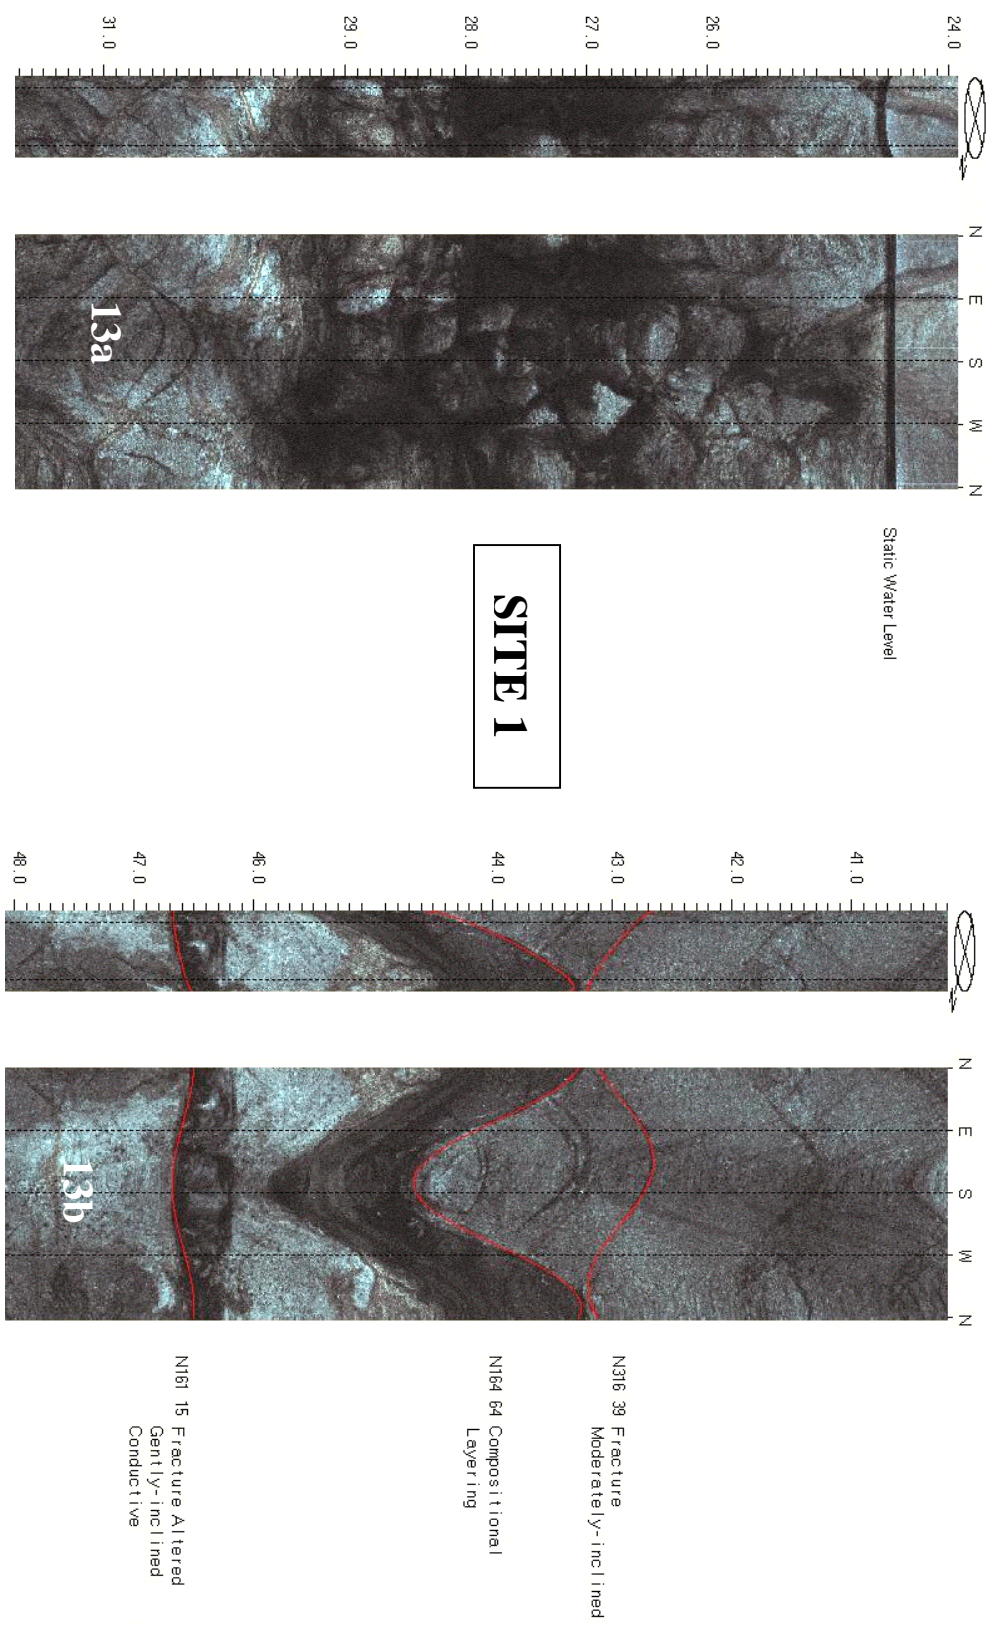 24.0
26.0
27.0
28.0
29.0
31.0
N
E
S
W
N
Static Water Level
13a
SITE 1
41.0
42.0
43.0
44.0
46.0
47.0
48.0
N
E
S
W
N
N316 39 Fracture
Moderately-inclined
N164 64 Compositional
Layering
N161 15 Fracture Altered
Gently-inclined
Conductive
13b